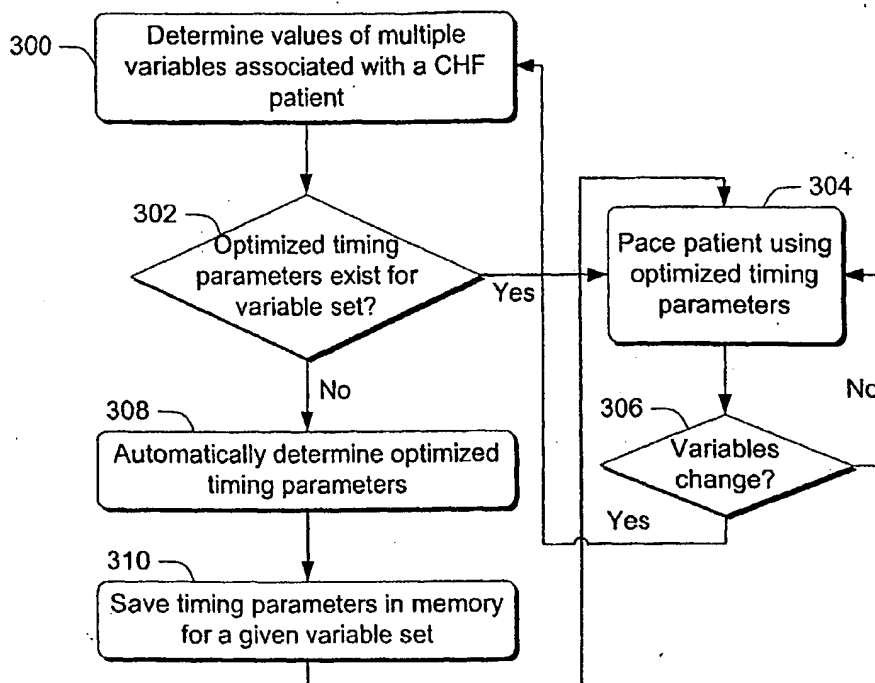 300
Determine values of multiple
variables associated with a CHF
patient
302
Optimized timing
parameters exist for
variable set?
Yes
304
Pace patient using
optimized timing
parameters
No
306
Variables
change?
Yes
No
308
Automatically determine optimized
timing parameters
310
Save timing parameters in memory
for a given variable set